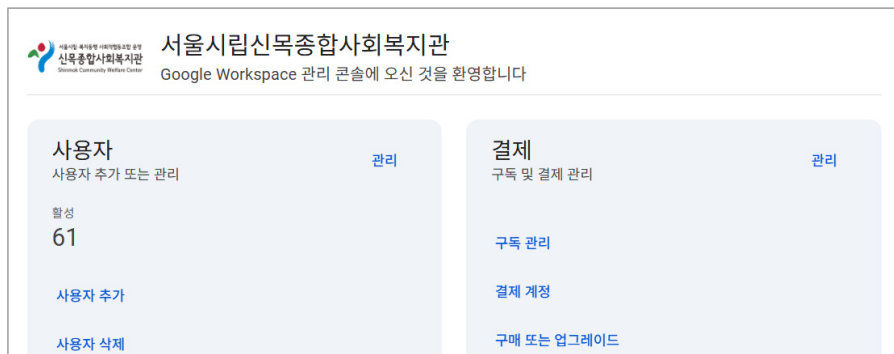 서울시립·복지동행 사회적협동조합 운영
신목종합사회복지관
Shinmok Community Welfare Center
서울시립신목종합사회복지관
Google Workspace 관리 콘솔에 오신 것을 환영합니다
사용자
관리
사용자 추가 또는 관리
활성
61
사용자 추가
사용자 삭제
결제
관리
구독 및 결제 관리
구독 관리
결제 계정
구매 또는 업그레이드